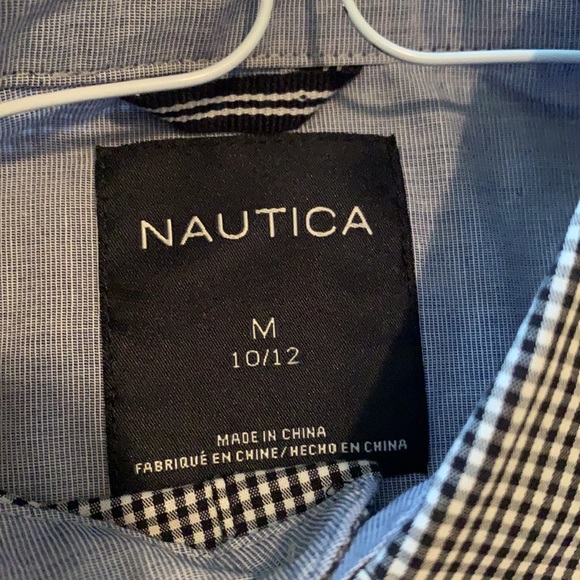 NAUTICA
M
10/12
MADE IN CHINA
FABRIQUÉ EN CHINE/HECHO EN CHINA